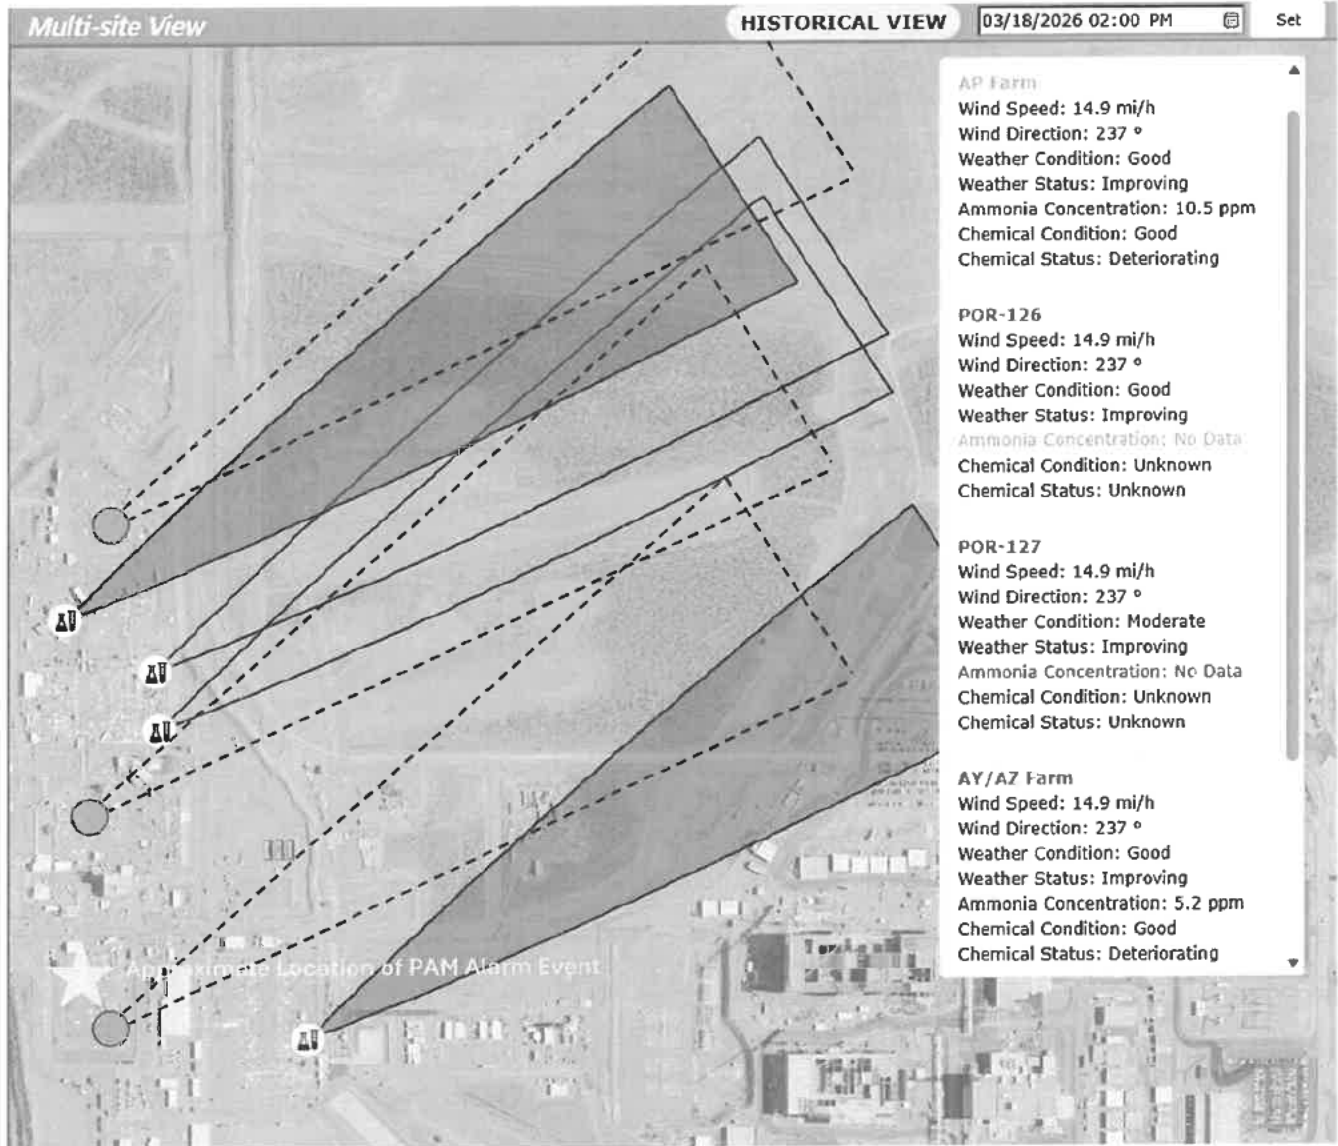 Multi-site View
HISTORICAL VIEW
03/18/2026 02:00 PM
Set
AP Farm
Wind Speed: 14.9 mi/h
Wind Direction: 237 º
Weather Condition: Good
Weather Status: Improving
Ammonia Concentration: 10.5 ppm
Chemical Condition: Good
Chemical Status: Deteriorating
POR-126
Wind Speed: 14.9 mi/h
Wind Direction: 237 º
Weather Condition: Good
Weather Status: Improving
Ammonia Concentration: No Data
Chemical Condition: Unknown
Chemical Status: Unknown
POR-127
Wind Speed: 14.9 mi/h
Wind Direction: 237 º
Weather Condition: Moderate
Weather Status: Improving
Ammonia Concentration: No Data
Chemical Condition: Unknown
Chemical Status: Unknown
AY/AZ Farm
Wind Speed: 14.9 mi/h
Wind Direction: 237 º
Weather Condition: Good
Weather Status: Improving
Ammonia Concentration: 5.2 ppm
Chemical Condition: Good
Chemical Status: Deteriorating
Approximate Location of PAM Alarm Event